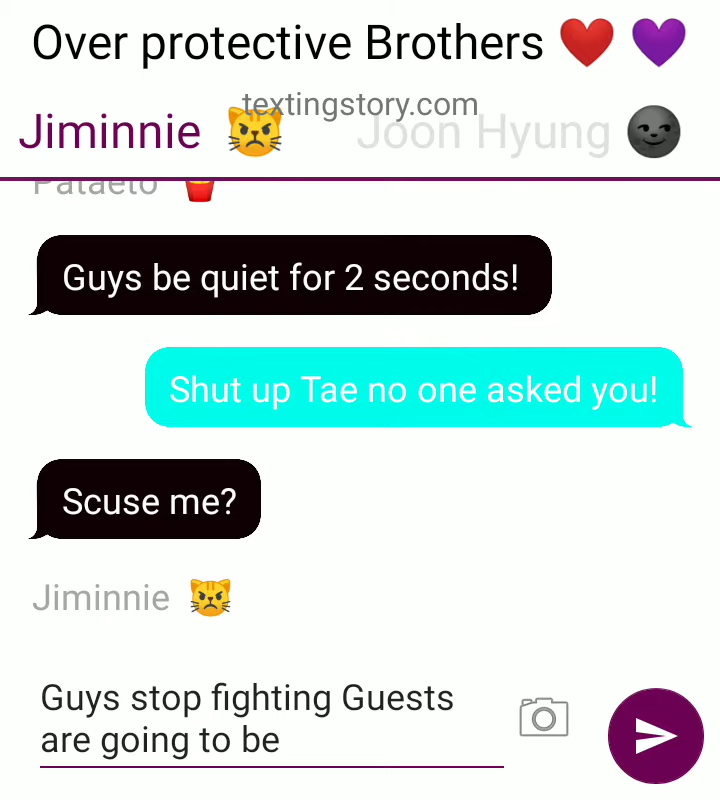 Over protective Brothers ❤️ 💜
textingstory.com
Jiminnie 😾 Joon Hyung 🌚
Pataeto 🍟
Guys be quiet for 2 seconds!
Shut up Tae no one asked you!
Scuse me?
Jiminnie 😾
Guys stop fighting Guests
are going to be